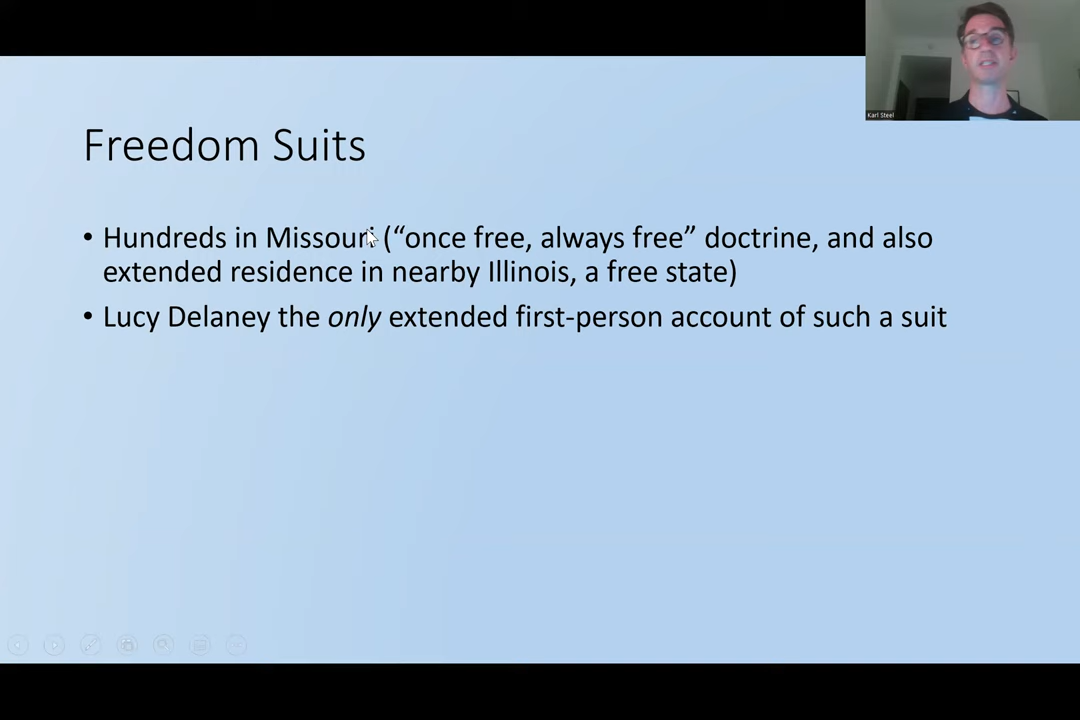 Karl Steel
Freedom Suits
• Hundreds in Missouri (“once free, always free” doctrine, and also
extended residence in nearby Illinois, a free state)
• Lucy Delaney the only extended first-person account of such a suit